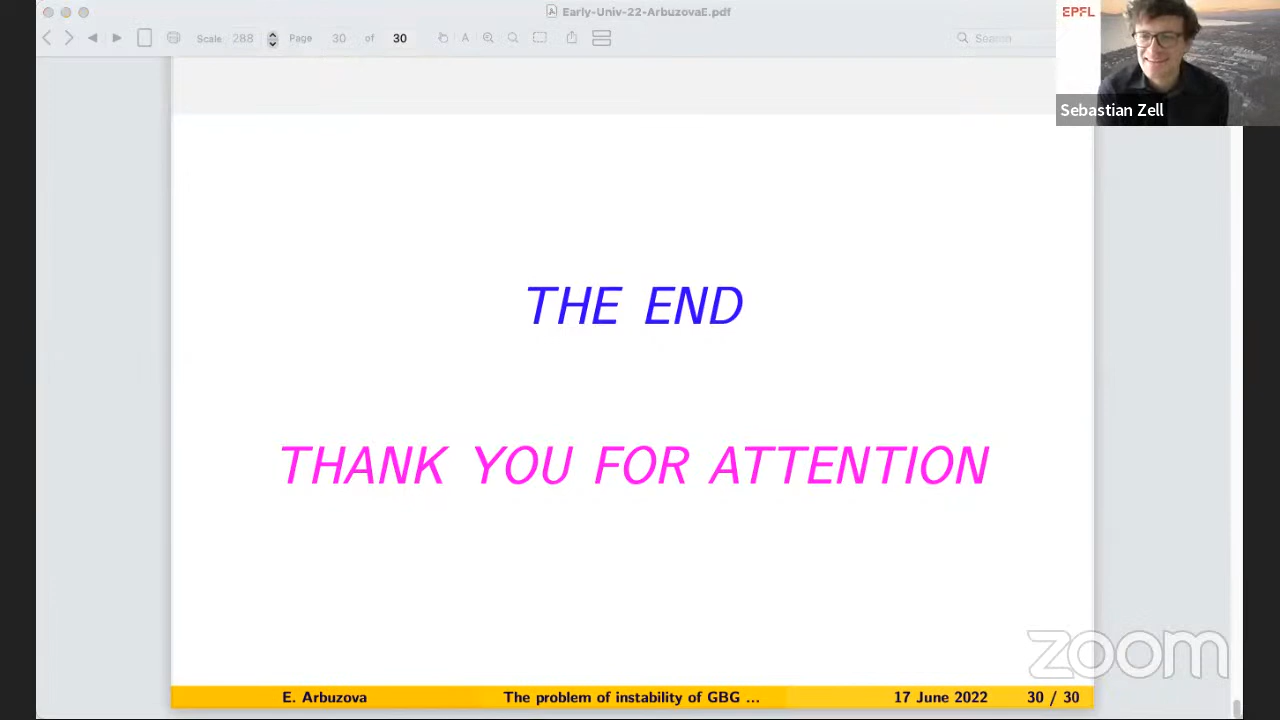 Early-Univ-22-ArbuzovaE.pdf
Scale 288 Page 30 of 30
A
Search
EPFL
Sebastian Zell
THE END
THANK YOU FOR ATTENTION
zoom
E. Arbuzova The problem of instability of GBG ... 17 June 2022 30 / 30